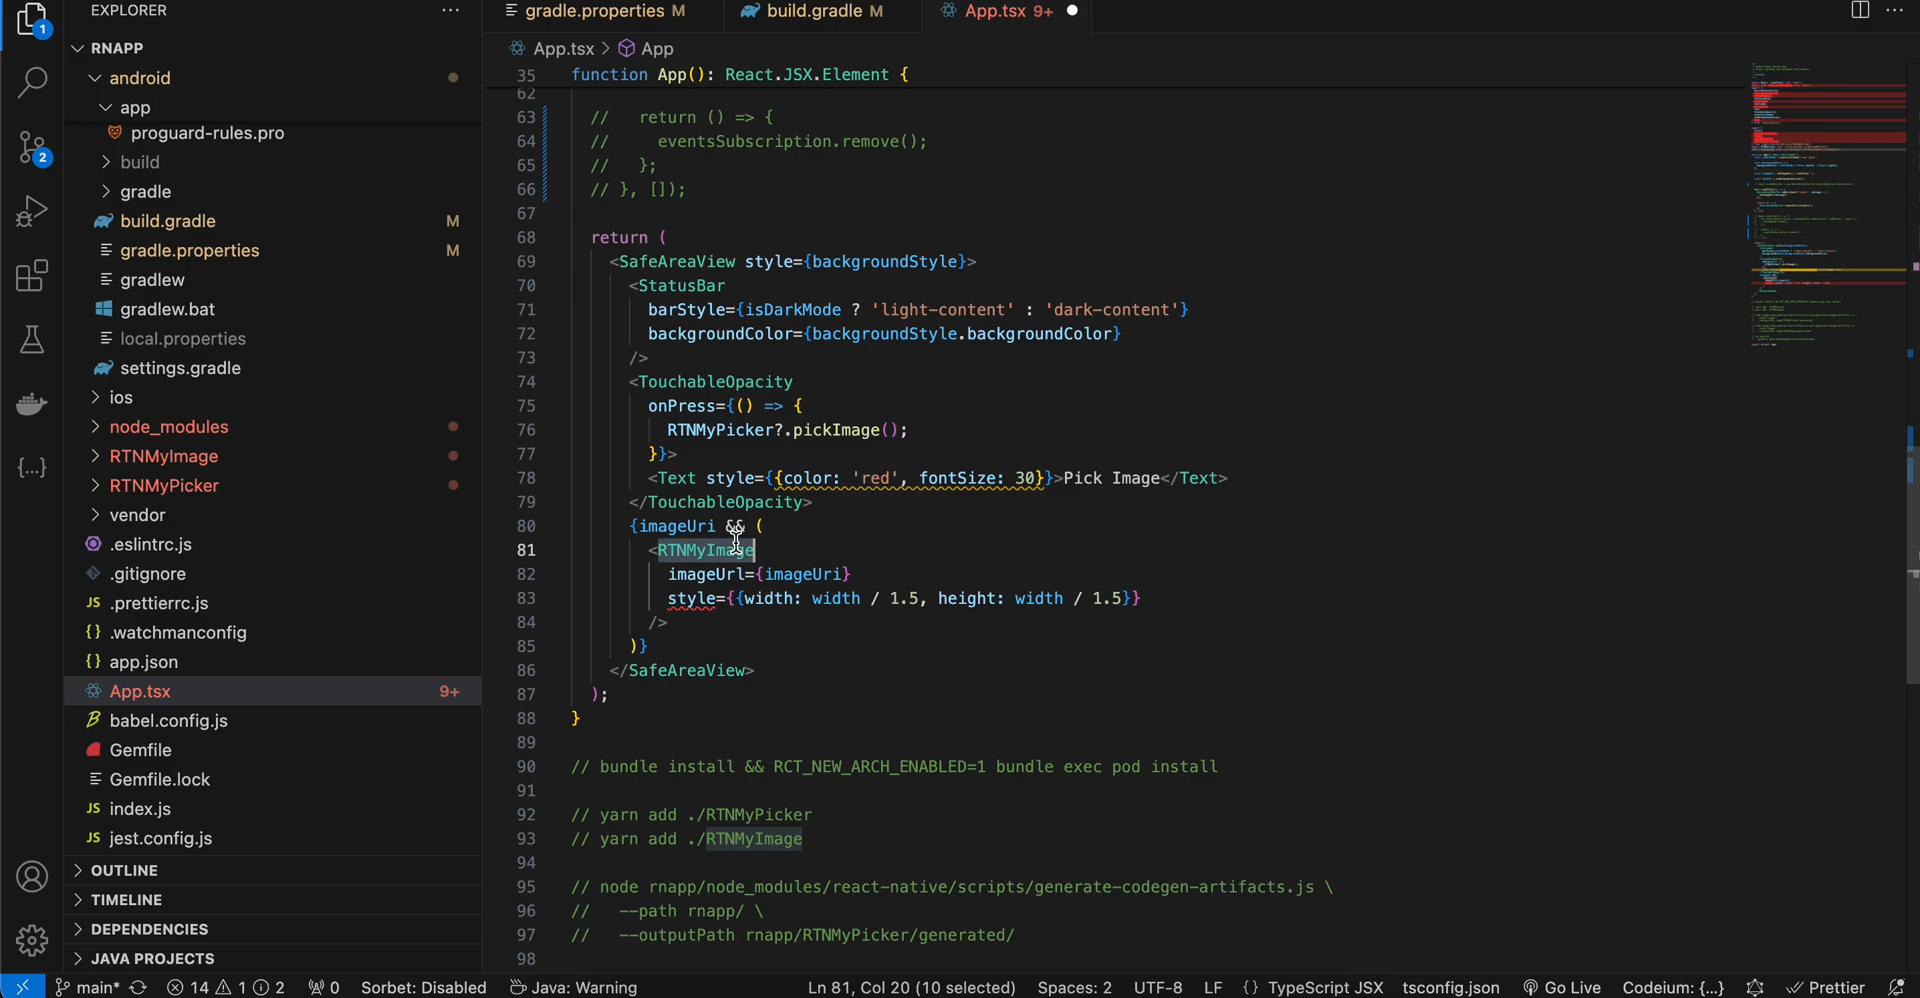 EXPLORER
RNAPP
android
app
proguard-rules.pro
build
gradle
build.gradle M
gradle.properties M
gradlew
gradlew.bat
local.properties
settings.gradle
ios
node_modules
RTNMyImage
RTNMyPicker
vendor
.eslintrc.js
.gitignore
.prettierrc.js
.watchmanconfig
app.json
App.tsx 9+
babel.config.js
Gemfile
Gemfile.lock
index.js
jest.config.js
OUTLINE
TIMELINE
DEPENDENCIES
JAVA PROJECTS
1
2
gradle.properties M build.gradle M App.tsx 9+
App.tsx > App
35 function App(): React.JSX.Element {
62
63 //   return () => {
64 //     eventsSubscription.remove();
65 //   };
66 // }, []);
67
68 return (
69 <SafeAreaView style={backgroundStyle}>
70 <StatusBar
71 barStyle={isDarkMode ? 'light-content' : 'dark-content'}
72 backgroundColor={backgroundStyle.backgroundColor}
73 />
74 <TouchableOpacity
75 onPress={() => {
76 RTNMyPicker?.pickImage();
77 }}>
78 <Text style={{color: 'red', fontSize: 30}}>Pick Image</Text>
79 </TouchableOpacity>
80 {imageUri && (
81 <RTNMyImage
82 imageUrl={imageUri}
83 style={{width: width / 1.5, height: width / 1.5}}
84 />
85 )}
86 </SafeAreaView>
87 );
88 }
89
90 // bundle install && RCT_NEW_ARCH_ENABLED=1 bundle exec pod install
91
92 // yarn add ./RTNMyPicker
93 // yarn add ./RTNMyImage
94
95 // node rnapp/node_modules/react-native/scripts/generate-codegen-artifacts.js \
96 //   --path rnapp/ \
97 //   --outputPath rnapp/RTNMyPicker/generated/
98
main* 14 1 2 0 Sorbet: Disabled Java: Warning Ln 81, Col 20 (10 selected) Spaces: 2 UTF-8 LF {} TypeScript JSX tsconfig.json Go Live Codeium: {...} Prettier